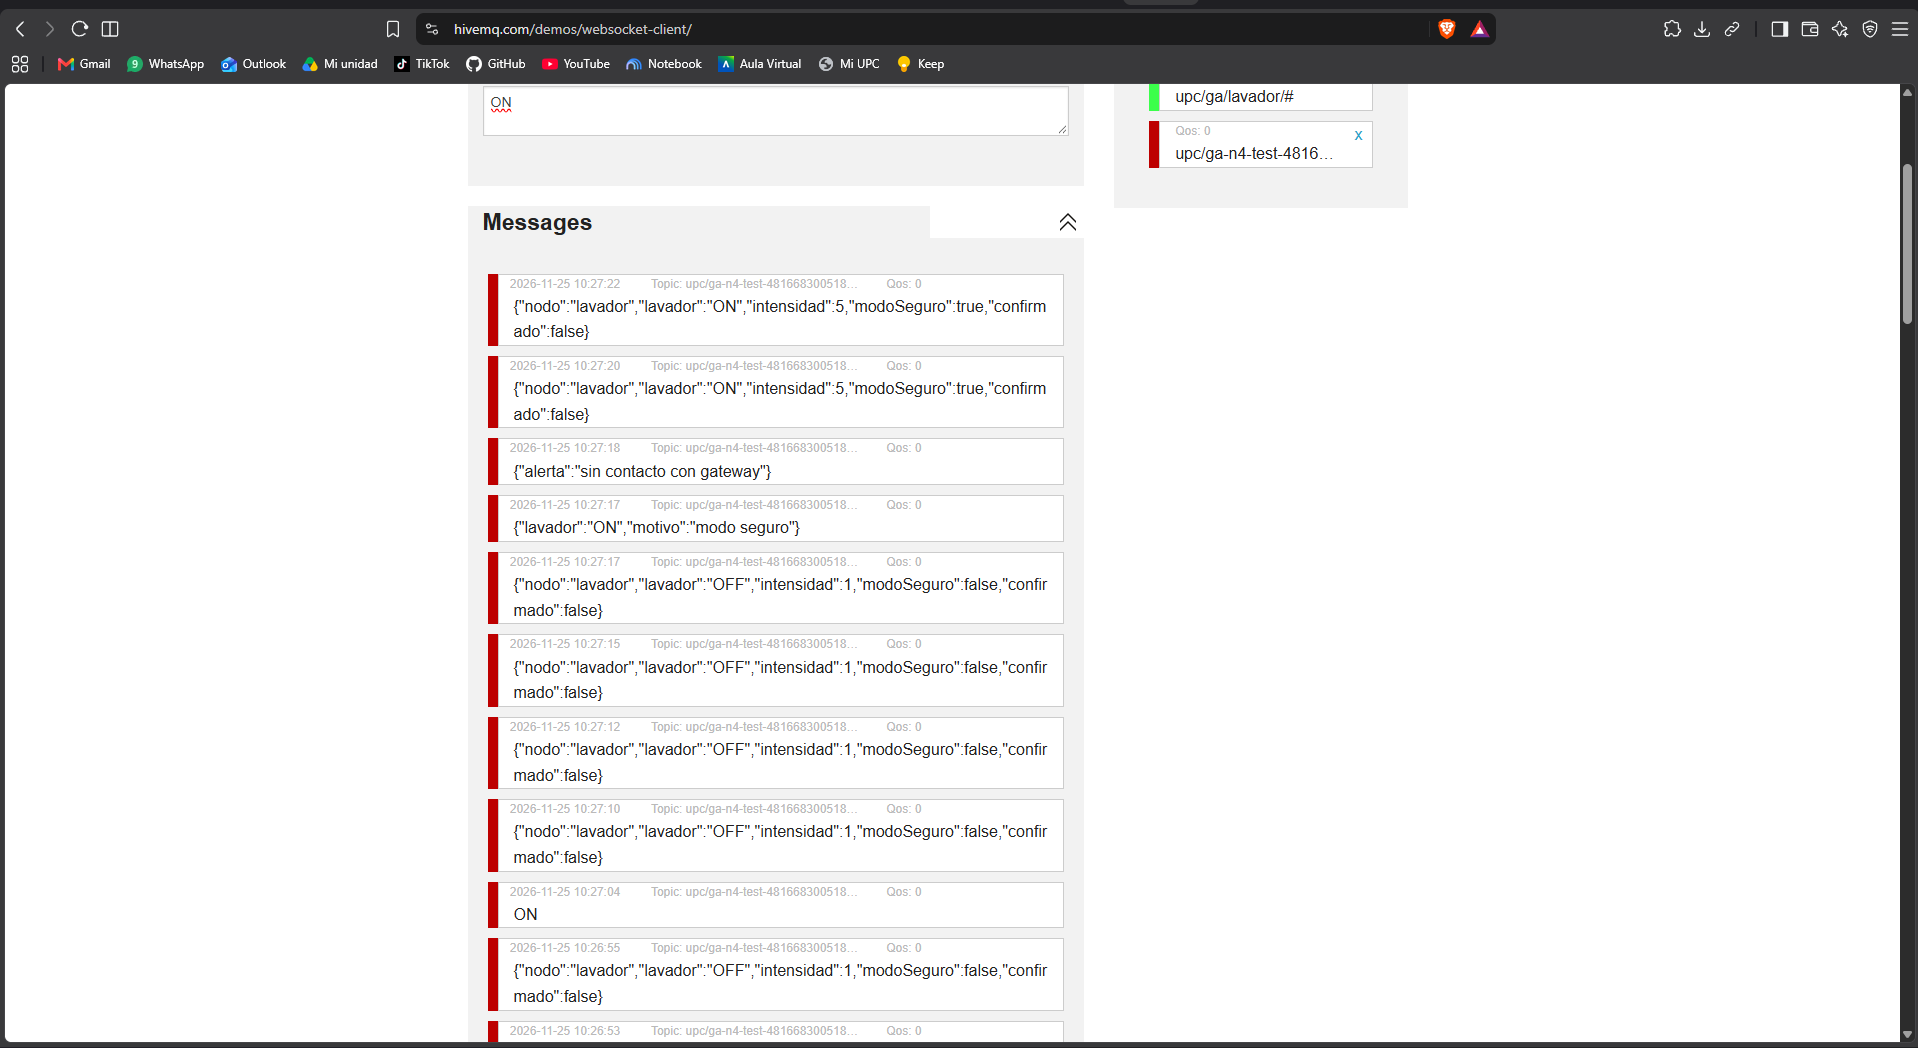 hivemq.com/demos/websocket-client/
Gmail
9
WhatsApp
Outlook
Mi unidad
TikTok
GitHub
YouTube
Notebook
Aula Virtual
Mi UPC
Keep
ON
upc/ga/lavador/#
Qos: 0
x
upc/ga-n4-test-4816...
Messages
2026-11-25 10:27:22 Topic: upc/ga-n4-test-481668300518... Qos: 0
{"nodo":"lavador","lavador":"ON","intensidad":5,"modoSeguro":true,"confirm
ado":false}
2026-11-25 10:27:20 Topic: upc/ga-n4-test-481668300518... Qos: 0
{"nodo":"lavador","lavador":"ON","intensidad":5,"modoSeguro":true,"confirm
ado":false}
2026-11-25 10:27:18 Topic: upc/ga-n4-test-481668300518... Qos: 0
{"alerta":"sin contacto con gateway"}
2026-11-25 10:27:17 Topic: upc/ga-n4-test-481668300518... Qos: 0
{"lavador":"ON","motivo":"modo seguro"}
2026-11-25 10:27:17 Topic: upc/ga-n4-test-481668300518... Qos: 0
{"nodo":"lavador","lavador":"OFF","intensidad":1,"modoSeguro":false,"confir
mado":false}
2026-11-25 10:27:15 Topic: upc/ga-n4-test-481668300518... Qos: 0
{"nodo":"lavador","lavador":"OFF","intensidad":1,"modoSeguro":false,"confir
mado":false}
2026-11-25 10:27:12 Topic: upc/ga-n4-test-481668300518... Qos: 0
{"nodo":"lavador","lavador":"OFF","intensidad":1,"modoSeguro":false,"confir
mado":false}
2026-11-25 10:27:10 Topic: upc/ga-n4-test-481668300518... Qos: 0
{"nodo":"lavador","lavador":"OFF","intensidad":1,"modoSeguro":false,"confir
mado":false}
2026-11-25 10:27:04 Topic: upc/ga-n4-test-481668300518... Qos: 0
ON
2026-11-25 10:26:55 Topic: upc/ga-n4-test-481668300518... Qos: 0
{"nodo":"lavador","lavador":"OFF","intensidad":1,"modoSeguro":false,"confir
mado":false}
2026-11-25 10:26:53 Topic: upc/ga-n4-test-481668300518... Qos: 0